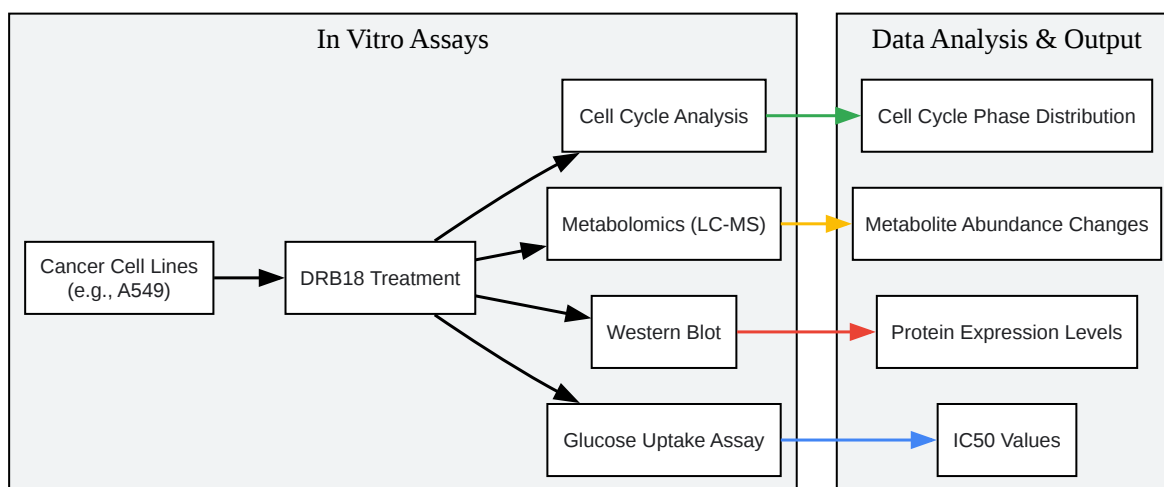 In Vitro Assays
Data Analysis & Output
Cell Cycle Analysis
Cell Cycle Phase Distribution
Metabolomics (LC-MS)
Metabolite Abundance Changes
Cancer Cell Lines
(e.g., A549)
DRB18 Treatment
Western Blot
Protein Expression Levels
Glucose Uptake Assay
IC50 Values